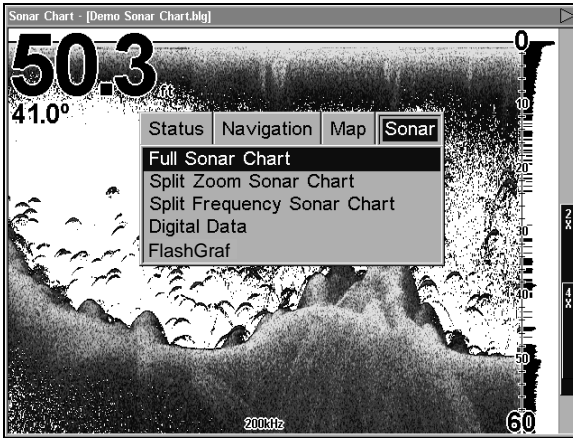 Sonar Chart - [Demo Sonar Chart.blg]
50.3 ft
41.0°
Status Navigation Map Sonar
Full Sonar Chart
Split Zoom Sonar Chart
Split Frequency Sonar Chart
Digital Data
FlashGraf
0
10
20
30
40
50
60
2X
4X
200kHz